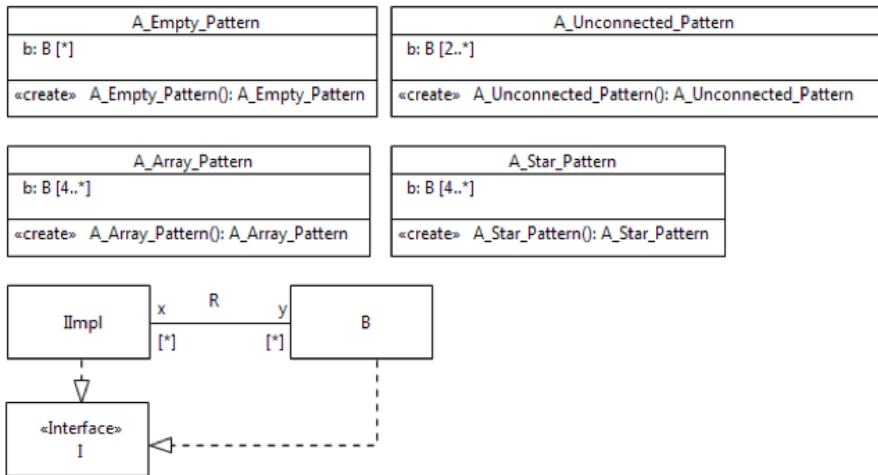 A_Empty_Pattern
b: B [*]
«create» A_Empty_Pattern(): A_Empty_Pattern
A_Unconnected_Pattern
b: B [2..*]
«create» A_Unconnected_Pattern(): A_Unconnected_Pattern
A_Array_Pattern
b: B [4..*]
«create» A_Array_Pattern(): A_Array_Pattern
A_Star_Pattern
b: B [4..*]
«create» A_Star_Pattern(): A_Star_Pattern
IImpl
x R y
[*] [*]
B
«Interface»
I